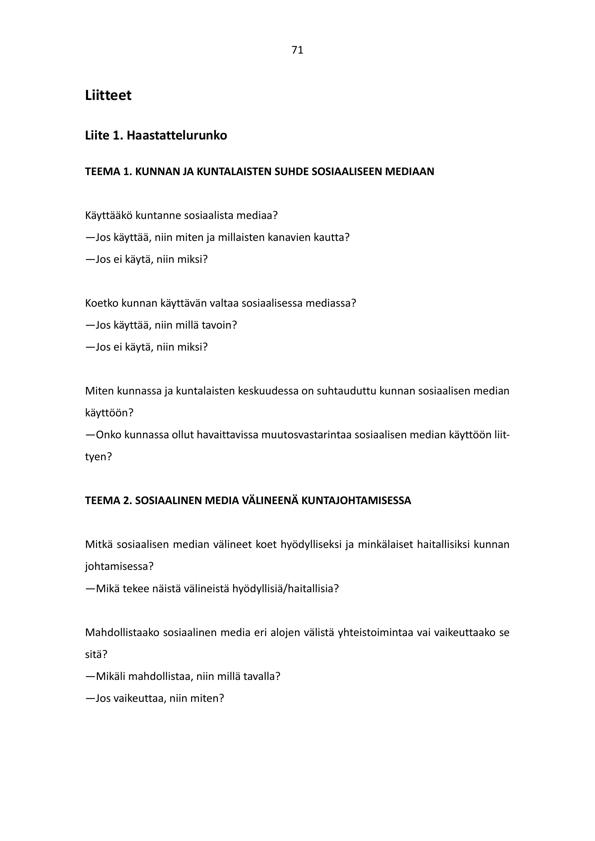 71
Liitteet
Liite 1. Haastattelurunko
TEEMA 1. KUNNAN JA KUNTALAISTEN SUHDE SOSIAALISEEN MEDIAAN
Käyttääkö kuntanne sosiaalista mediaa?
—Jos käyttää, niin miten ja millaisten kanavien kautta?
—Jos ei käytä, niin miksi?
Koetko kunnan käyttävän valtaa sosiaalisessa mediassa?
—Jos käyttää, niin millä tavoin?
—Jos ei käytä, niin miksi?
Miten kunnassa ja kuntalaisten keskuudessa on suhtauduttu kunnan sosiaalisen median
käyttöön?
—Onko kunnassa ollut havaittavissa muutosvastarintaa sosiaalisen median käyttöön liit-
tyen?
TEEMA 2. SOSIAALINEN MEDIA VÄLINEENÄ KUNTAJOHTAMISESSA
Mitkä sosiaalisen median välineet koet hyödylliseksi ja minkälaiset haitallisiksi kunnan
johtamisessa?
—Mikä tekee näistä välineistä hyödyllisiä/haitallisia?
Mahdollistaako sosiaalinen media eri alojen välistä yhteistoimintaa vai vaikeuttaako se
sitä?
—Mikäli mahdollistaa, niin millä tavalla?
—Jos vaikeuttaa, niin miten?